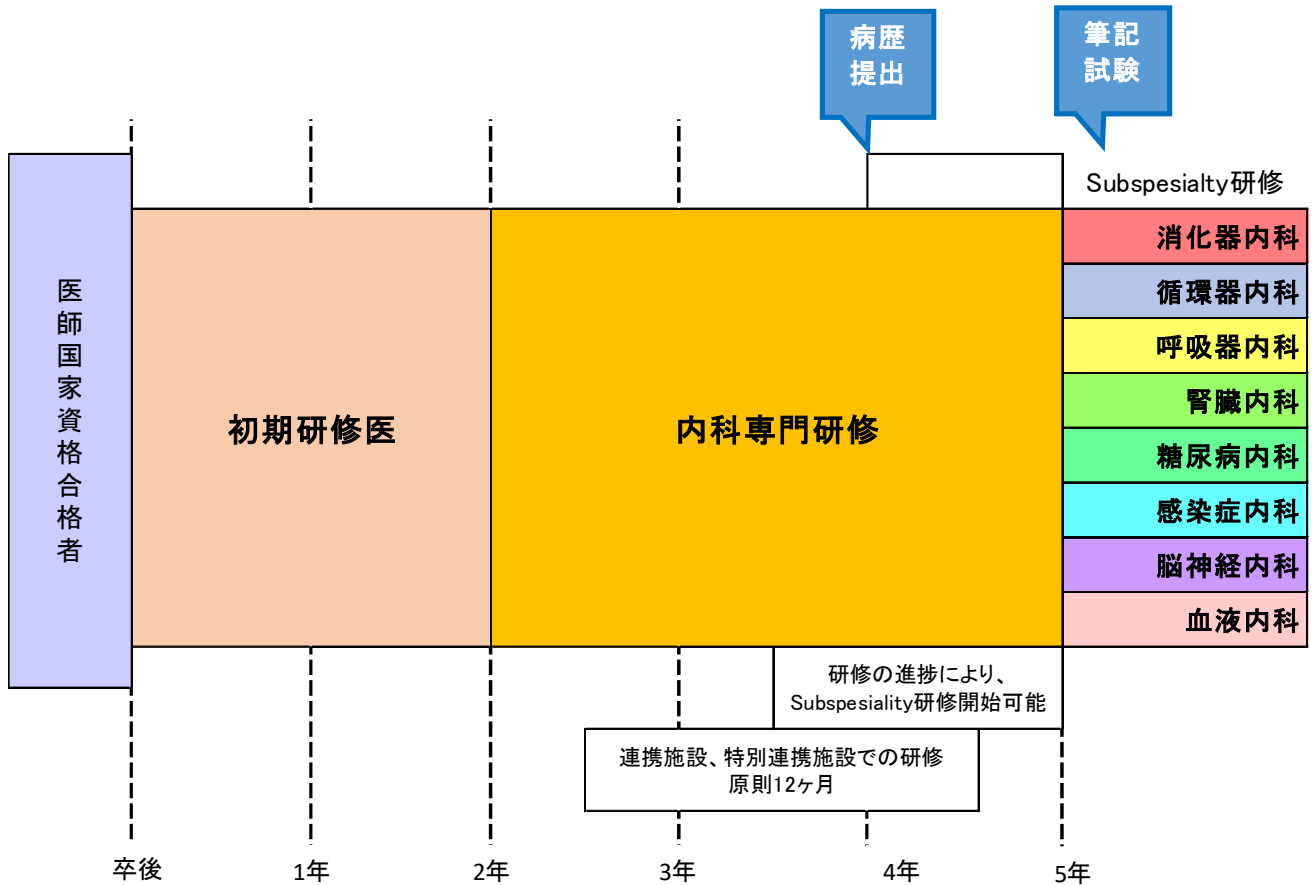 病歴
提出
筆記
試験
Subspesialty研修
医師国家資格合格者
初期研修医
内科専門研修
消化器内科
循環器内科
呼吸器内科
腎臓内科
糖尿病内科
感染症内科
脳神経内科
血液内科
研修の進捗により、
Subspesiality研修開始可能
連携施設、特別連携施設での研修
原則12ヶ月
卒後
1年
2年
3年
4年
5年